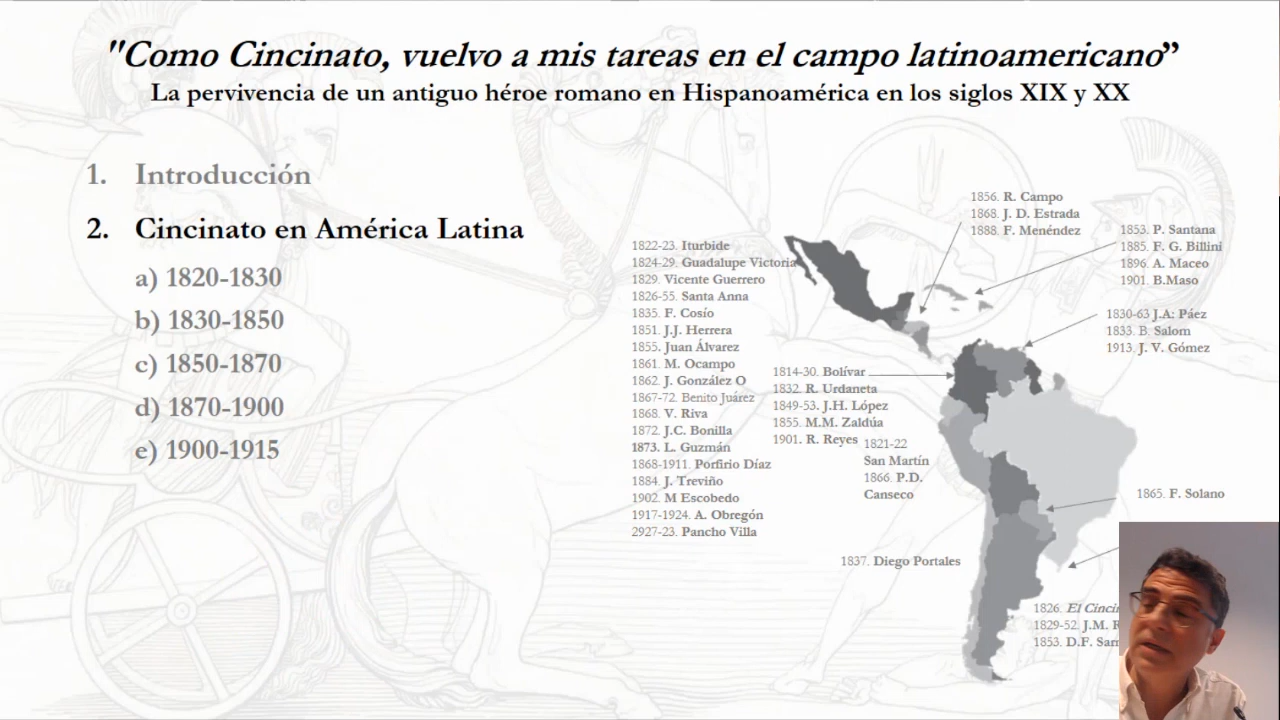 "Como Cincinato, vuelvo a mis tareas en el campo latinoamericano”
La pervivencia de un antiguo héroe romano en Hispanoamérica en los siglos XIX y XX
1. Introducción
2. Cincinato en América Latina
a) 1820-1830
b) 1830-1850
c) 1850-1870
d) 1870-1900
e) 1900-1915
1822-23. Iturbide
1824-29. Guadalupe Victoria
1829. Vicente Guerrero
1826-55. Santa Anna
1835. F. Cosío
1851. J.J. Herrera
1855. Juan Álvarez
1861. M. Ocampo
1862. J. González O
1867-72. Benito Juárez
1868. V. Riva
1872. J.C. Bonilla
1873. L. Guzmán
1868-1911. Porfirio Díaz
1884. J. Treviño
1902. M Escobedo
1917-1924. A. Obregón
2927-23. Pancho Villa
1856. R. Campo
1868. J. D. Estrada
1888. F. Menéndez
1853. P. Santana
1885. F. G. Billini
1896. A. Maceo
1901. B.Maso
1830-63 J.A: Páez
1833. B. Salom
1913. J. V. Gómez
1814-30. Bolívar
1832. R. Urdaneta
1849-53. J.H. López
1855. M.M. Zaldúa
1901. R. Reyes
1821-22
San Martín
1866. P.D.
Canseco
1865. F. Solano
1837. Diego Portales
1826. El
1829-52. J.M.
1853. D.F.